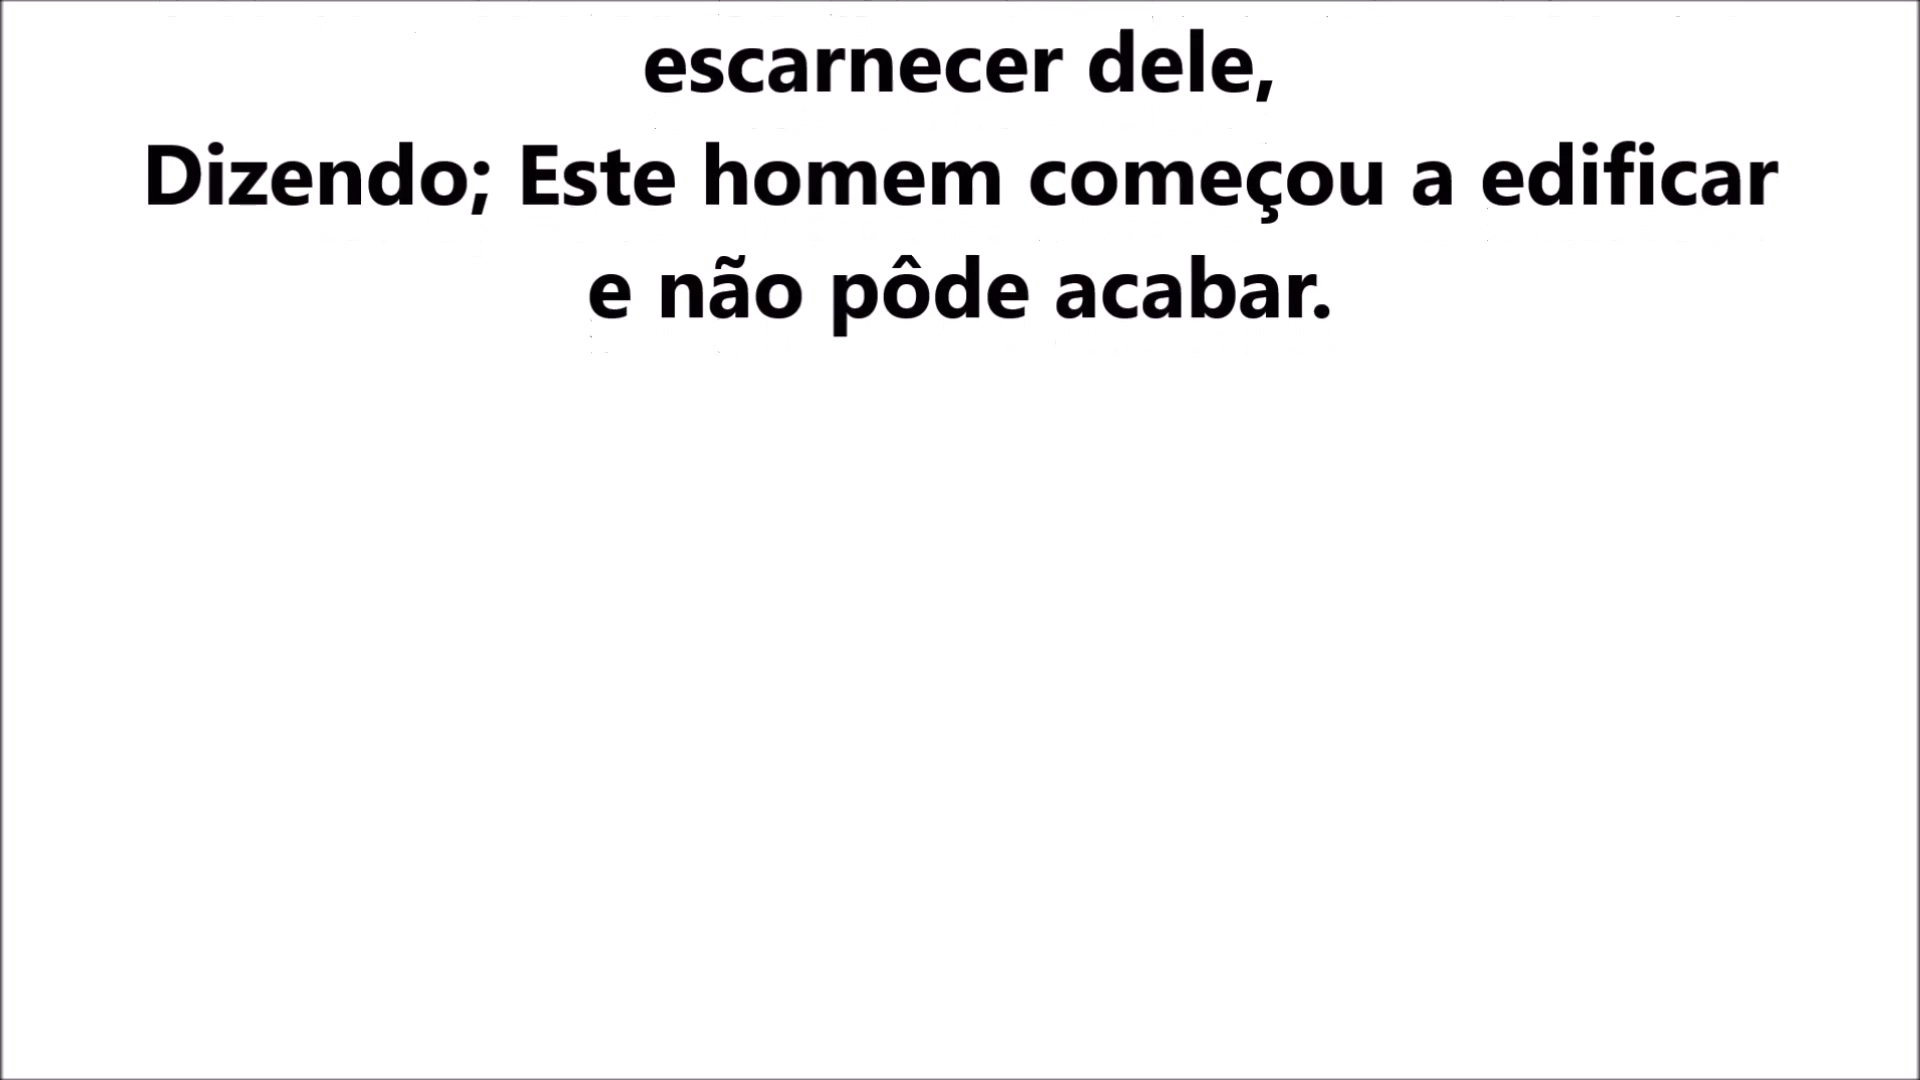 escarnecer dele,
Dizendo; Este homem começou a edificar
e não pôde acabar.